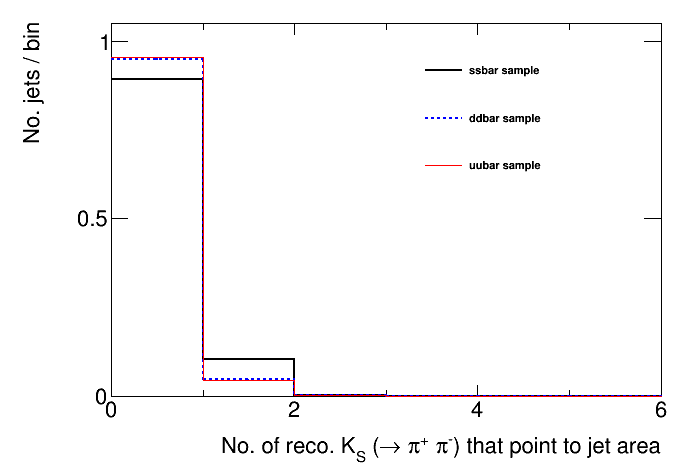 No. jets / bin
1
0.5
0
ssbar sample
ddbar sample
uubar sample
0 2 4 6
No. of reco. K_S (→ π⁺ π⁻) that point to jet area